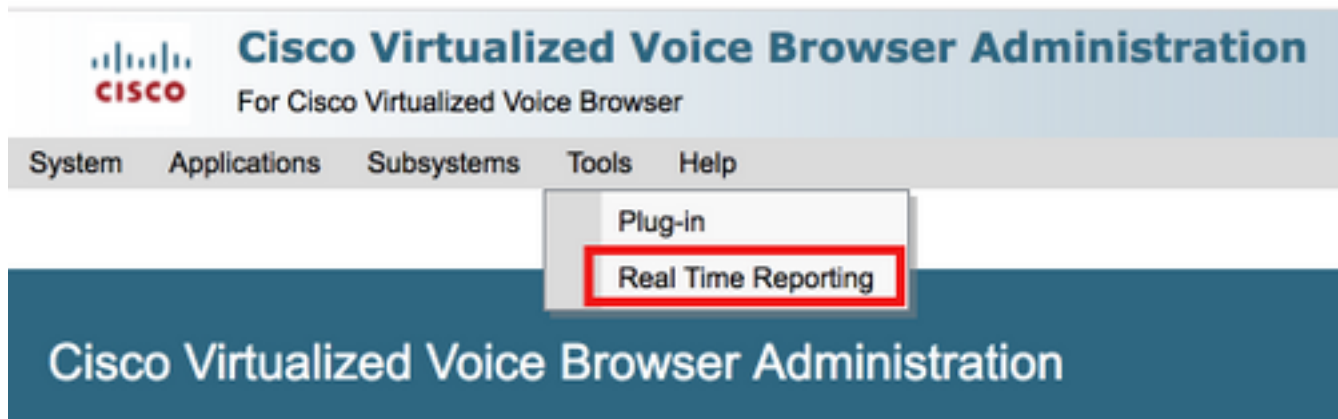 Cisco Virtualized Voice Browser Administration
CISCO
For Cisco Virtualized Voice Browser
System Applications Subsystems Tools Help
Plug-in
Real Time Reporting
Cisco Virtualized Voice Browser Administration